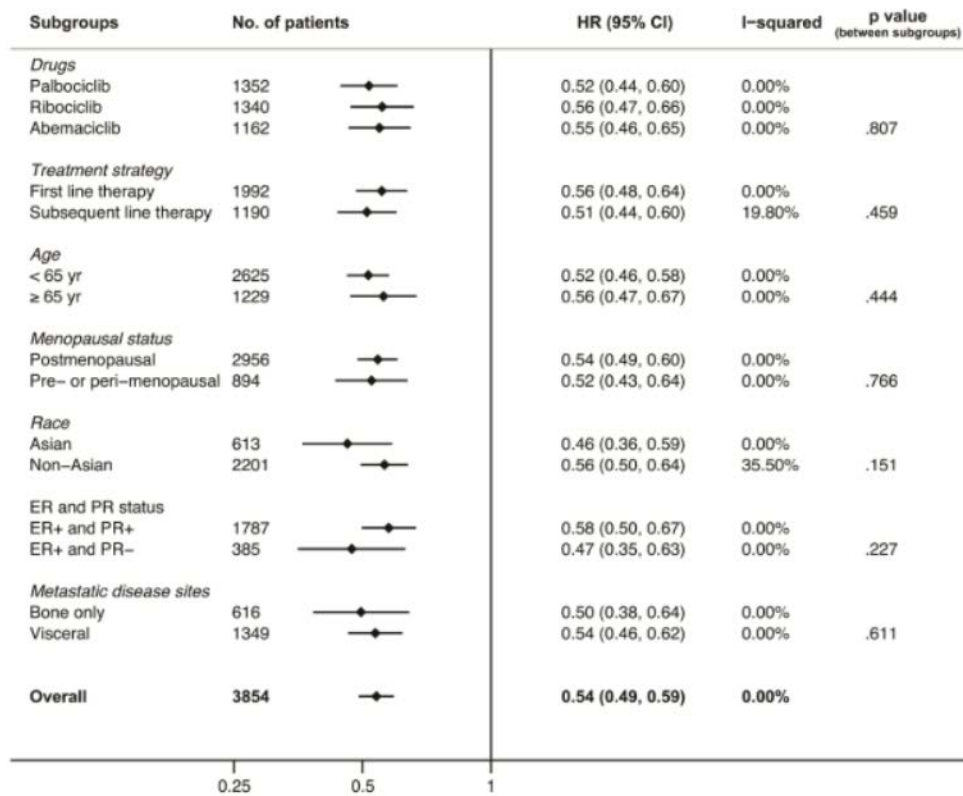 Subgroups No. of patients HR (95% CI) I−squared p value
(between subgroups)
Drugs
Palbociclib 1352 0.52 (0.44, 0.60) 0.00%
Ribociclib 1340 0.56 (0.47, 0.66) 0.00%
Abemaciclib 1162 0.55 (0.46, 0.65) 0.00% .807
Treatment strategy
First line therapy 1992 0.56 (0.48, 0.64) 0.00%
Subsequent line therapy 1190 0.51 (0.44, 0.60) 19.80% .459
Age
< 65 yr 2625 0.52 (0.46, 0.58) 0.00%
≥ 65 yr 1229 0.56 (0.47, 0.67) 0.00% .444
Menopausal status
Postmenopausal 2956 0.54 (0.49, 0.60) 0.00%
Pre− or peri−menopausal 894 0.52 (0.43, 0.64) 0.00% .766
Race
Asian 613 0.46 (0.36, 0.59) 0.00%
Non−Asian 2201 0.56 (0.50, 0.64) 35.50% .151
ER and PR status
ER+ and PR+ 1787 0.58 (0.50, 0.67) 0.00%
ER+ and PR− 385 0.47 (0.35, 0.63) 0.00% .227
Metastatic disease sites
Bone only 616 0.50 (0.38, 0.64) 0.00%
Visceral 1349 0.54 (0.46, 0.62) 0.00% .611
Overall 3854 0.54 (0.49, 0.59) 0.00%
0.25 0.5 1